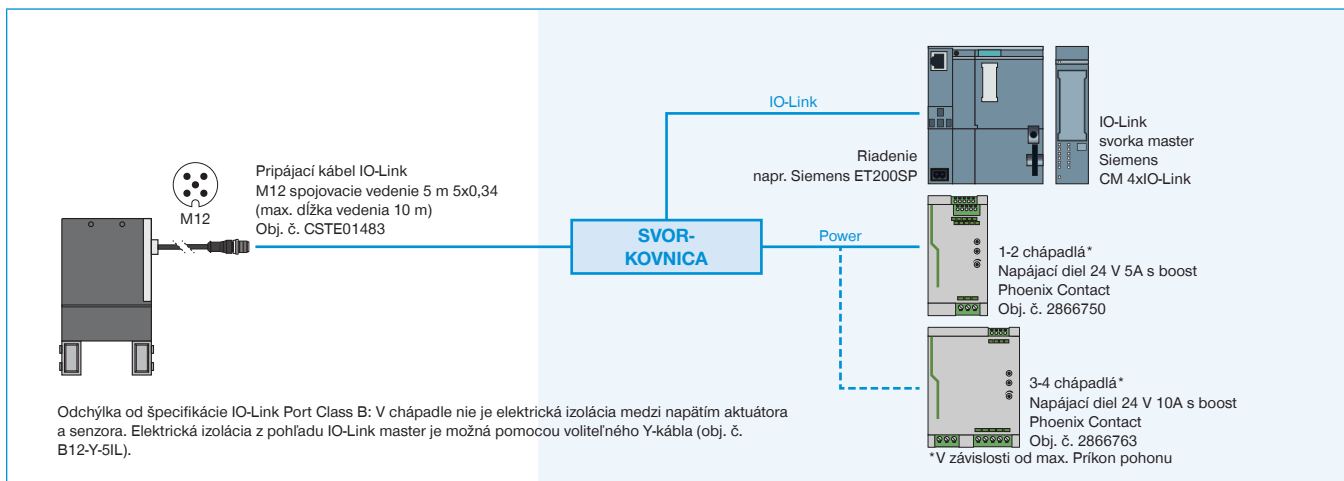 M12
Pripájací kábel IO-Link
M12 spojovacie vedenie 5 m 5x0,34
(max. dĺžka vedenia 10 m)
Obj. č. CSTE01483
SVOR-
KOVNICA
IO-Link
Power
Riadenie
napr. Siemens ET200SP
IO-Link
svorka master
Siemens
CM 4xIO-Link
1-2 chápadlá*
Napájací diel 24 V 5A s boost
Phoenix Contact
Obj. č. 2866750
3-4 chápadlá*
Napájací diel 24 V 10A s boost
Phoenix Contact
Obj. č. 2866763
*V závislosti od max. Príkon pohonu
Odchýlka od špecifikácie IO-Link Port Class B: V chápadle nie je elektrická izolácia medzi napätím aktuátora
a senzora. Elektrická izolácia z pohľadu IO-Link master je možná pomocou voliteľného Y-kábla (obj. č.
B12-Y-5IL).